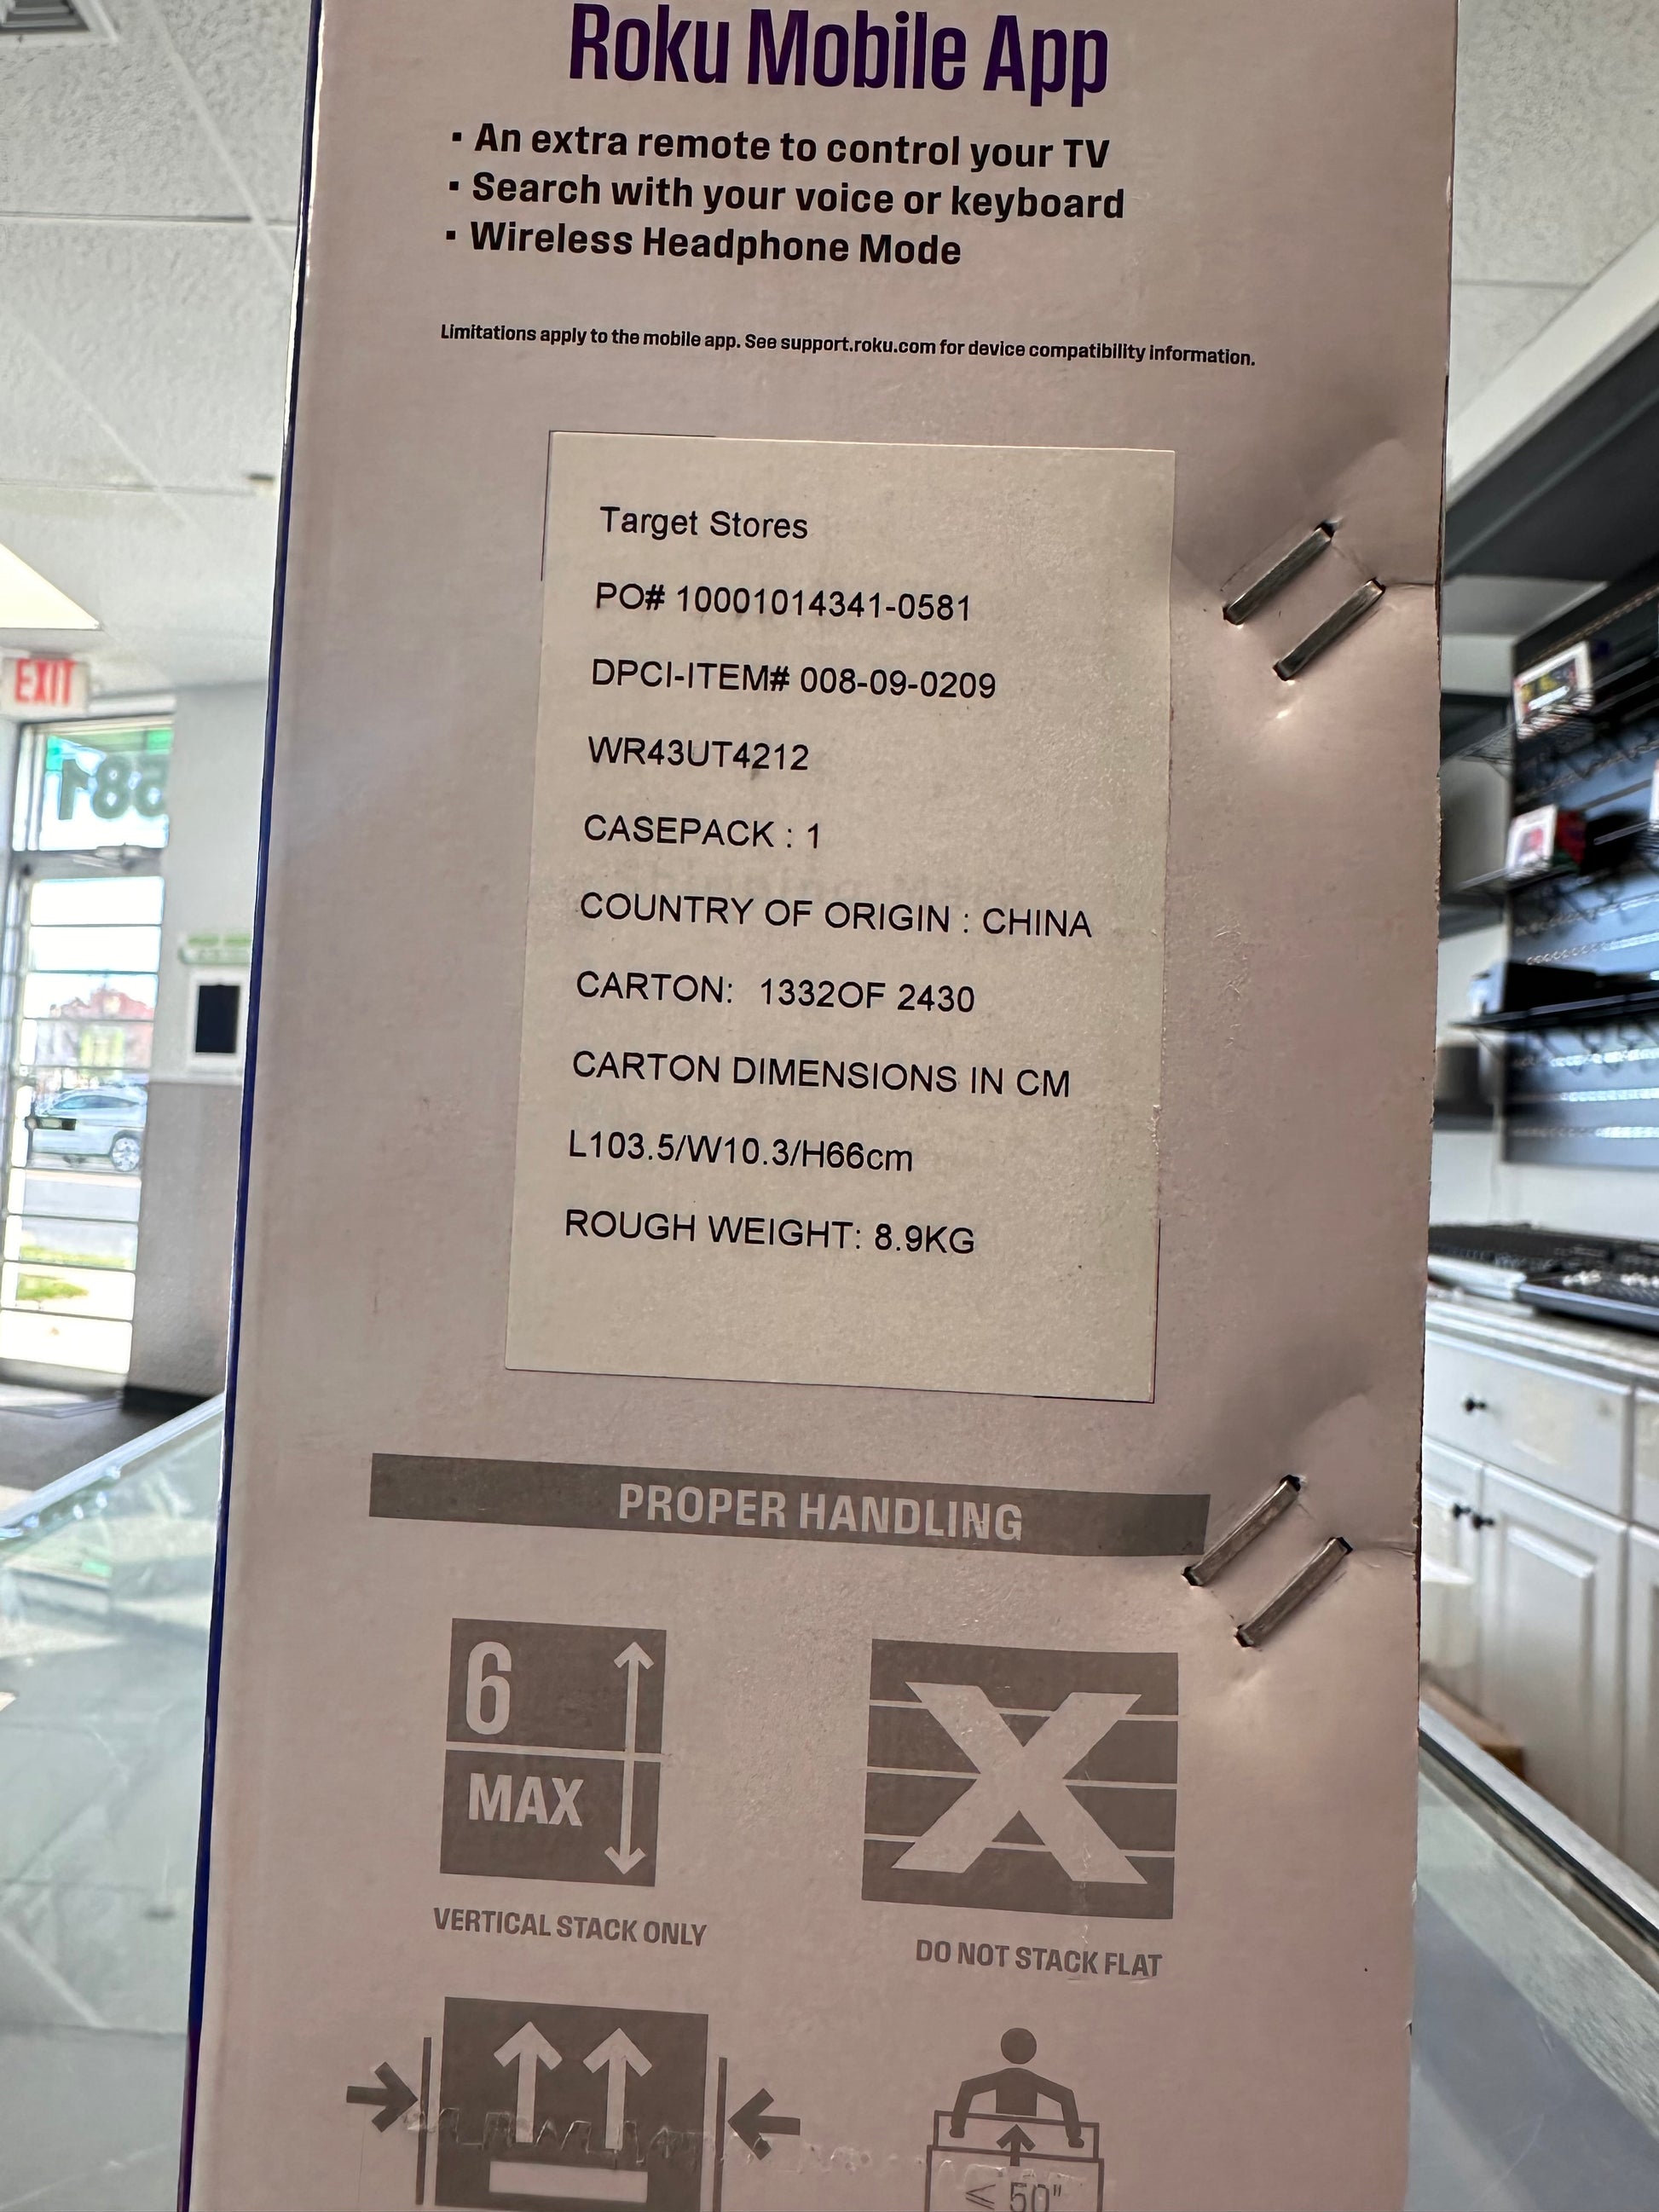 Roku Mobile App
▪ An extra remote to control your TV
▪ Search with your voice or keyboard
▪ Wireless Headphone Mode
Limitations apply to the mobile app. See support.roku.com for device compatibility information.
Target Stores
PO# 10001014341-0581
DPCI-ITEM# 008-09-0209
WR43UT4212
CASEPACK : 1
COUNTRY OF ORIGIN : CHINA
CARTON: 1332OF 2430
CARTON DIMENSIONS IN CM
L103.5/W10.3/H66cm
ROUGH WEIGHT: 8.9KG
EXIT
PROPER HANDLING
6
MAX
VERTICAL STACK ONLY
DO NOT STACK FLAT
≤ 50"